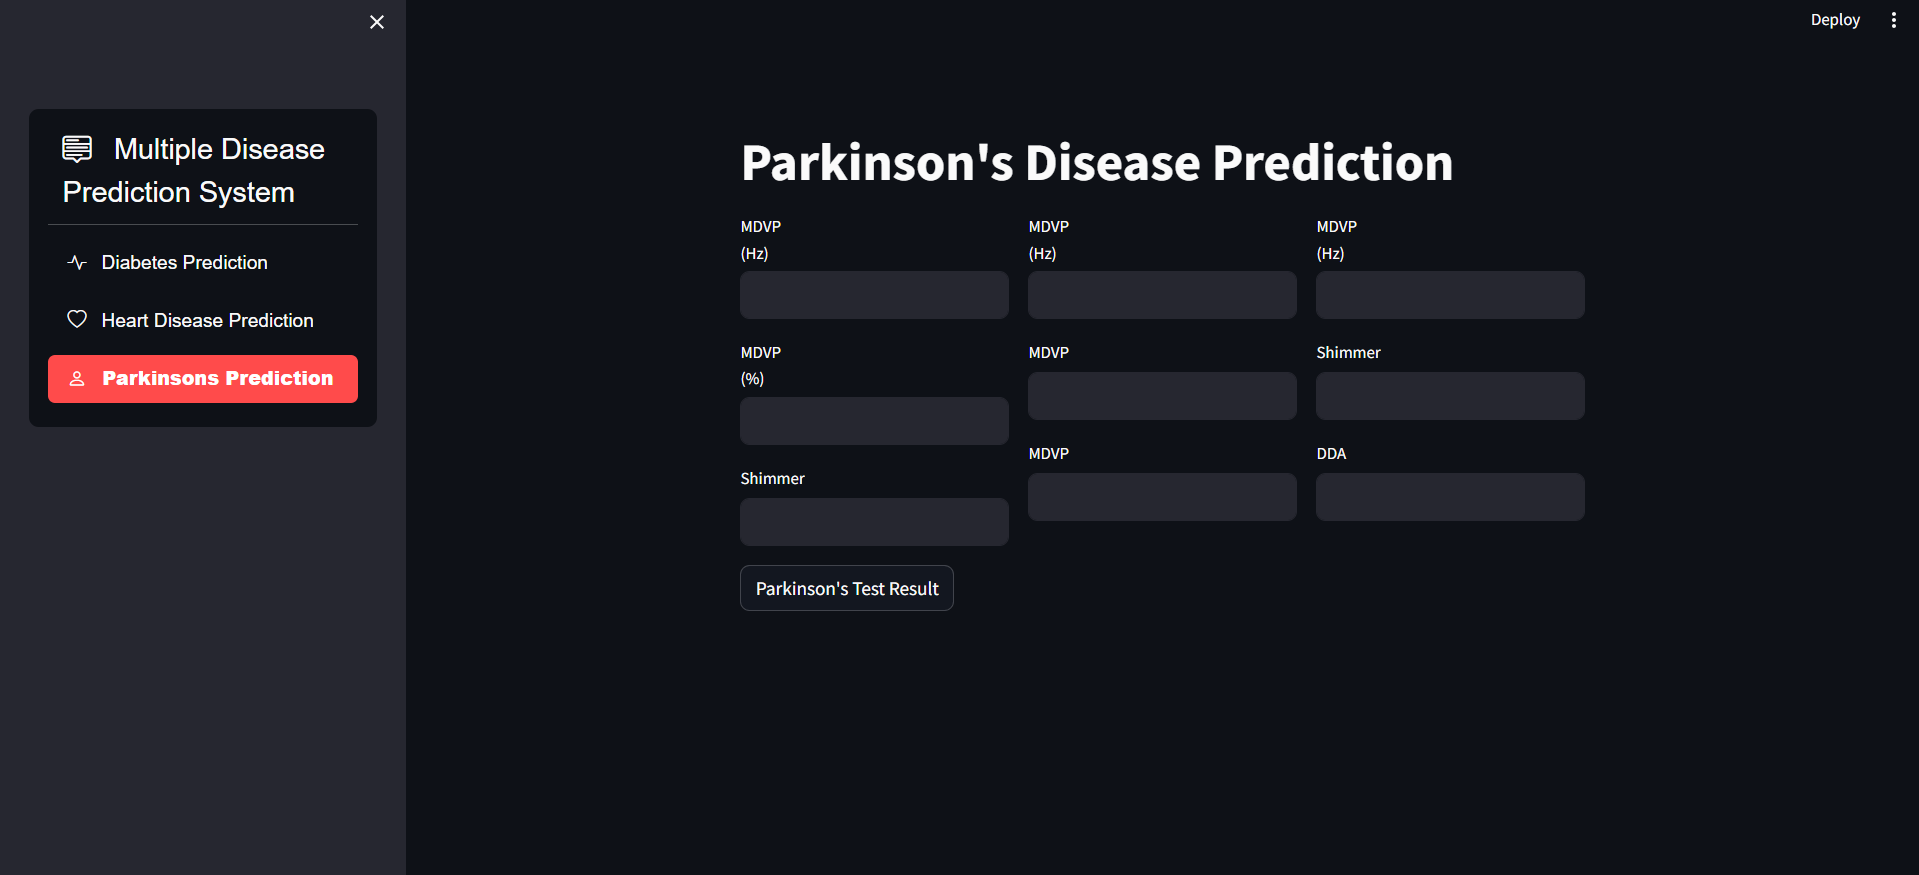 Deploy
Multiple Disease
Prediction System
Diabetes Prediction
Heart Disease Prediction
Parkinsons Prediction
Parkinson's Disease Prediction
MDVP
(Hz)
MDVP
(Hz)
MDVP
(Hz)
MDVP
(%)
MDVP
Shimmer
Shimmer
MDVP
DDA
Parkinson's Test Result